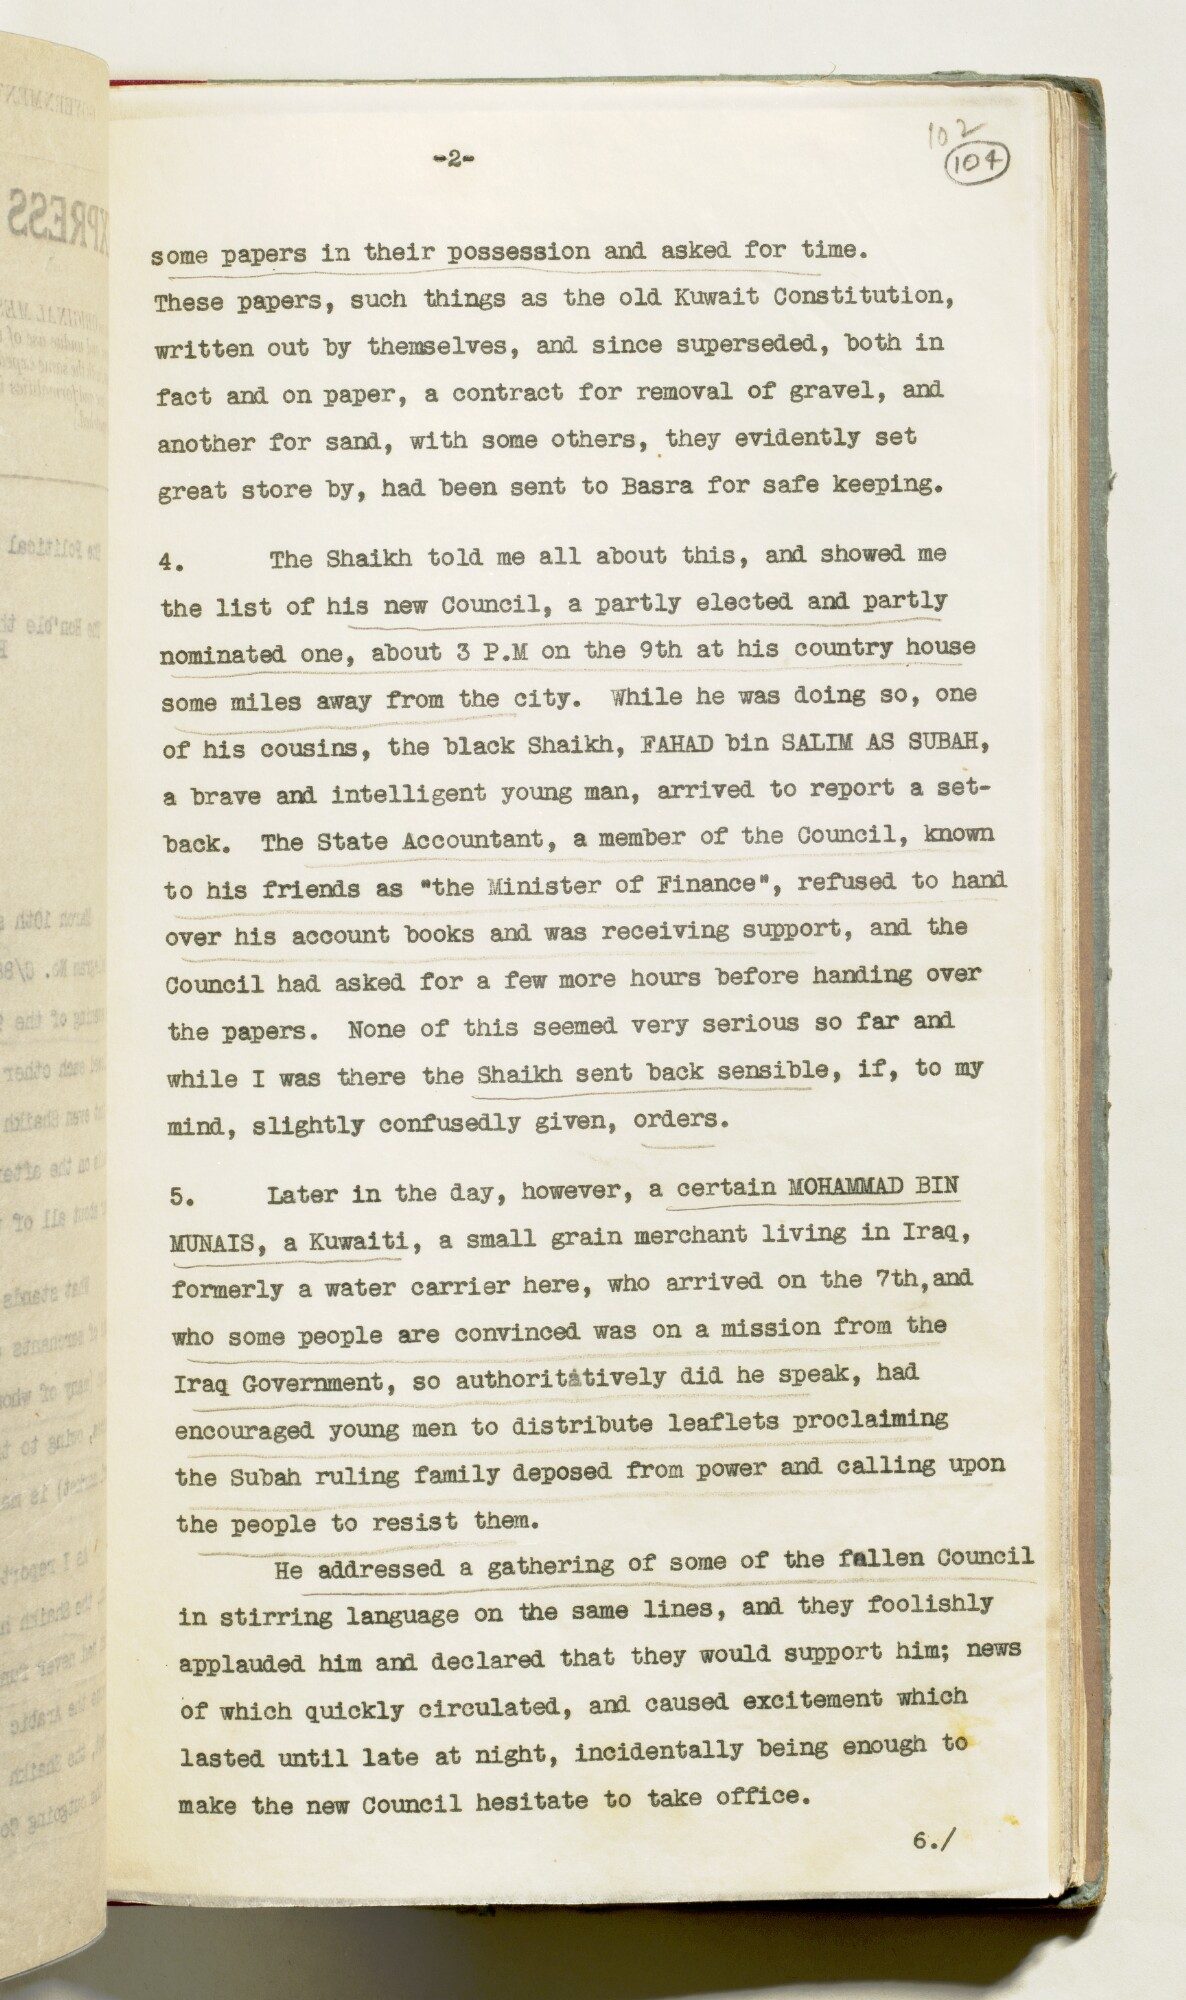 -2-
102
104
some papers in their possession and asked for time.
These papers, such things as the old Kuwait Constitution,
written out by themselves, and since superseded, both in
fact and on paper, a contract for removal of gravel, and
another for sand, with some others, they evidently set
great store by, had been sent to Basra for safe keeping.
4. The Shaikh told me all about this, and showed me
the list of his new Council, a partly elected and partly
nominated one, about 3 P.M on the 9th at his country house
some miles away from the city. While he was doing so, one
of his cousins, the black Shaikh, FAHAD bin SALIM AS SUBAH,
a brave and intelligent young man, arrived to report a set-
back. The State Accountant, a member of the Council, known
to his friends as "the Minister of Finance", refused to hand
over his account books and was receiving support, and the
Council had asked for a few more hours before handing over
the papers. None of this seemed very serious so far and
while I was there the Shaikh sent back sensible, if, to my
mind, slightly confusedly given, orders.
5. Later in the day, however, a certain MOHAMMAD BIN
MUNAIS, a Kuwaiti, a small grain merchant living in Iraq,
formerly a water carrier here, who arrived on the 7th,and
who some people are convinced was on a mission from the
Iraq Government, so authoritatively did he speak, had
encouraged young men to distribute leaflets proclaiming
the Subah ruling family deposed from power and calling upon
the people to resist them.
He addressed a gathering of some of the fallen Council
in stirring language on the same lines, and they foolishly
applauded him and declared that they would support him; news
of which quickly circulated, and caused excitement which
lasted until late at night, incidentally being enough to
make the new Council hesitate to take office.
6./